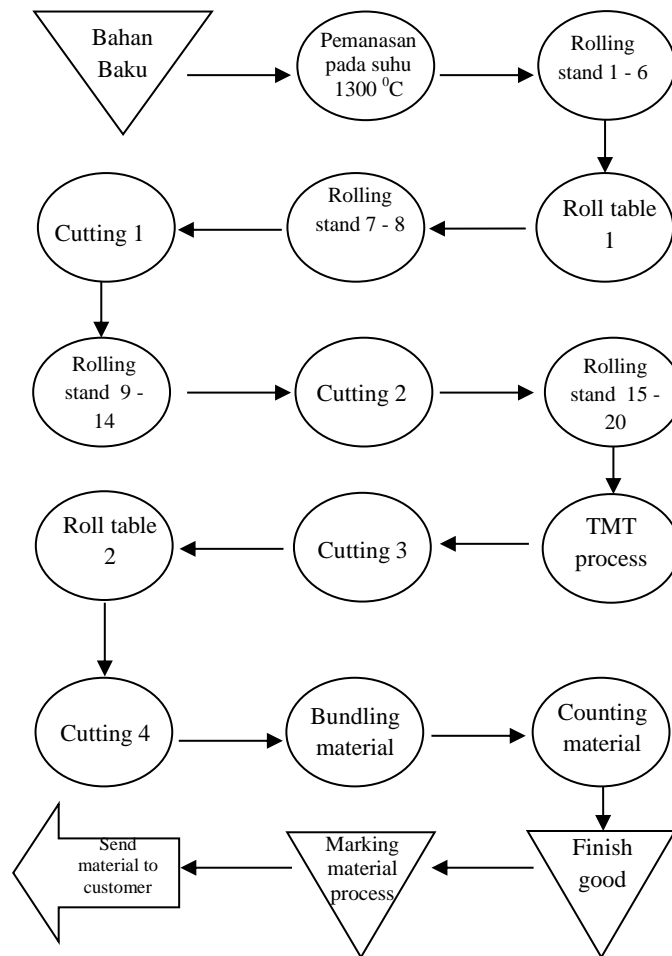 Bahan
Baku
Pemanasan
pada suhu
1300 ⁰C
Rolling
stand 1 - 6
Roll table
1
Rolling
stand 7 - 8
Cutting 1
Rolling
stand 9 -
14
Cutting 2
Rolling
stand 15 -
20
TMT
process
Cutting 3
Roll table
2
Cutting 4
Bundling
material
Counting
material
Finish
good
Marking
material
process
Send
material to
customer